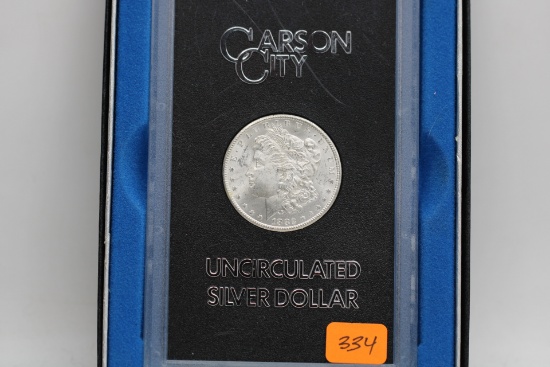 CARSON
CITY
UNCIRCULATED
SILVER DOLLAR
334